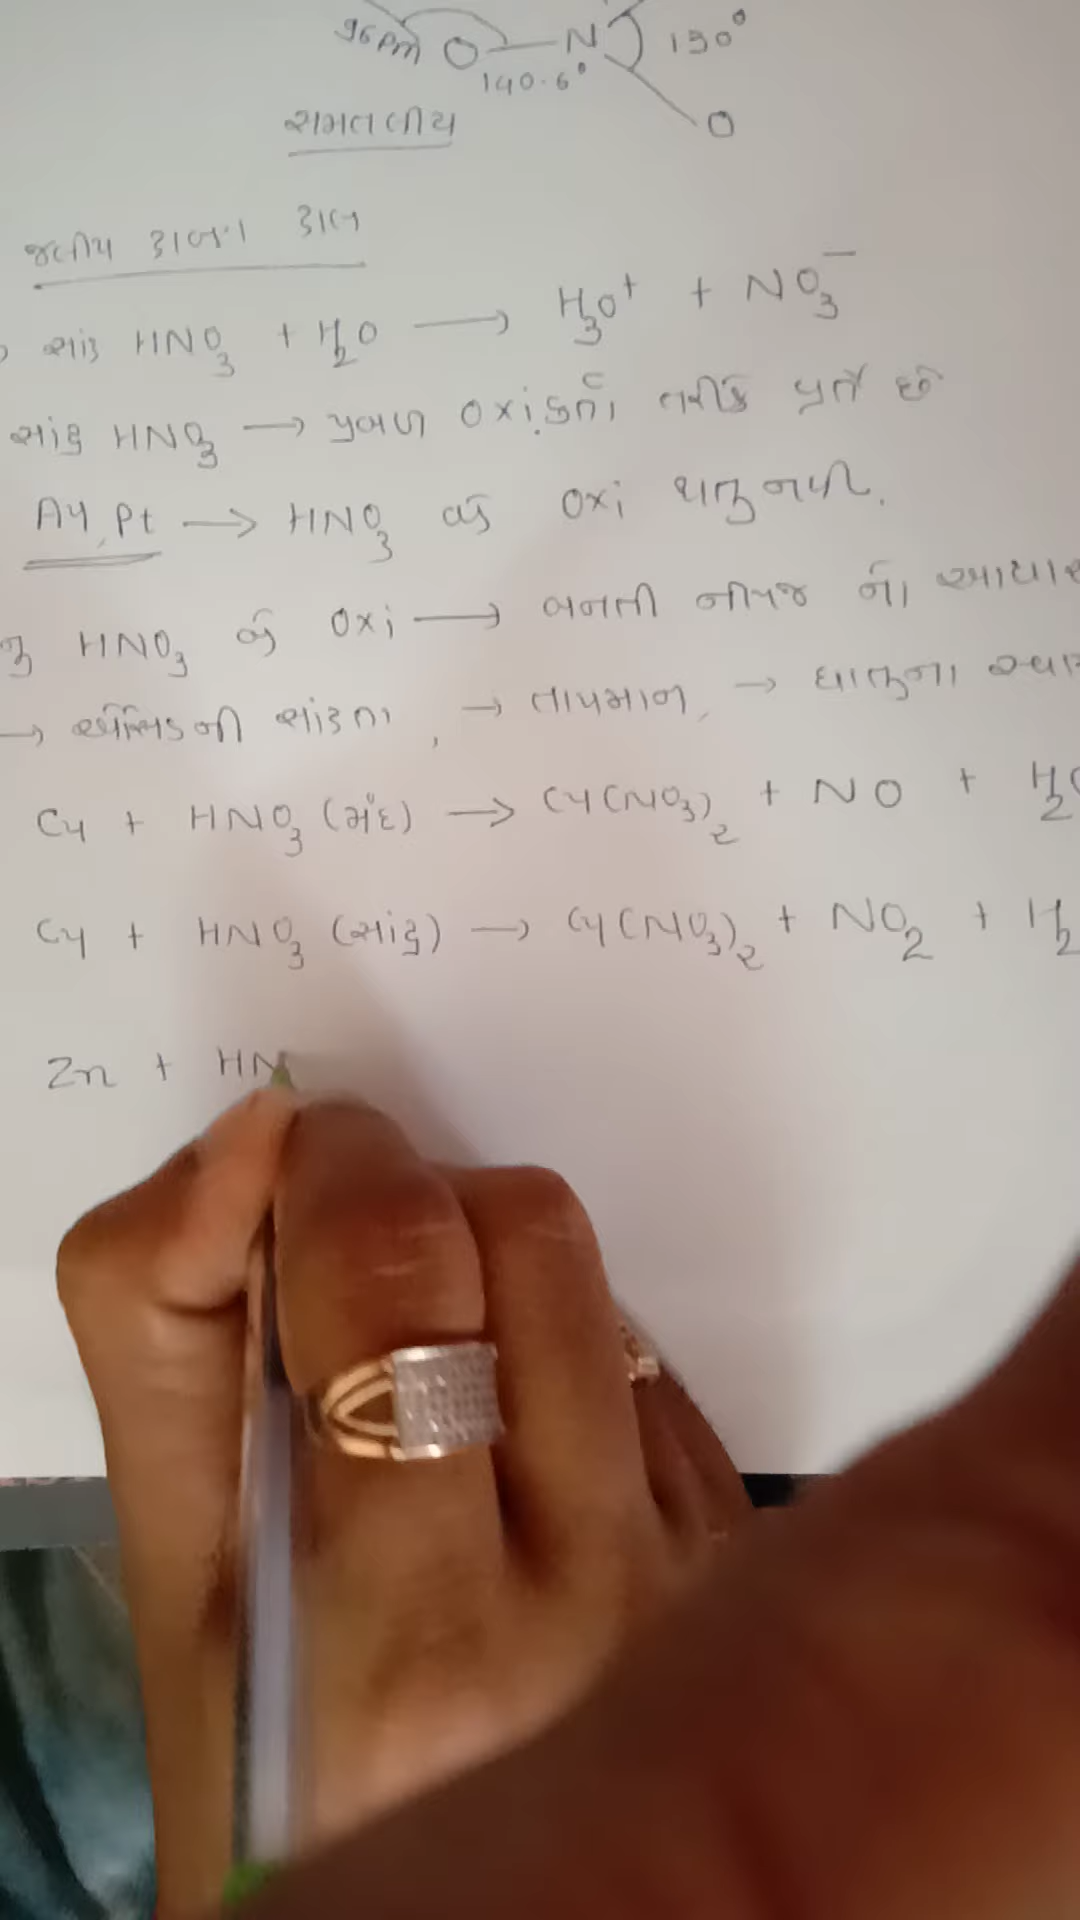 96pm O — N 130°
140.6° O
સમતલીય
જલીય દ્રાવણ
સાંદ્ર HNO3 + H2O → H3O+ + NO3-
સાંદ્ર HNO3 → પ્રબળ Oxi.કર્તા તરીકે વર્તે છે
Au, Pt → HNO3 વડે Oxi થતુ નથી.
નુ HNO3 વડે Oxi → બનતી નીપજ નો આધાર
→ એસિડની સાંદ્રતા, → તાપમાન, → ધાતુના
Cu + HNO3 (મંદ) → Cu(NO3)2 + NO + H2O
Cu + HNO3 (સાંદ્ર) → Cu(NO3)2 + NO2 + H2
Zn + HN